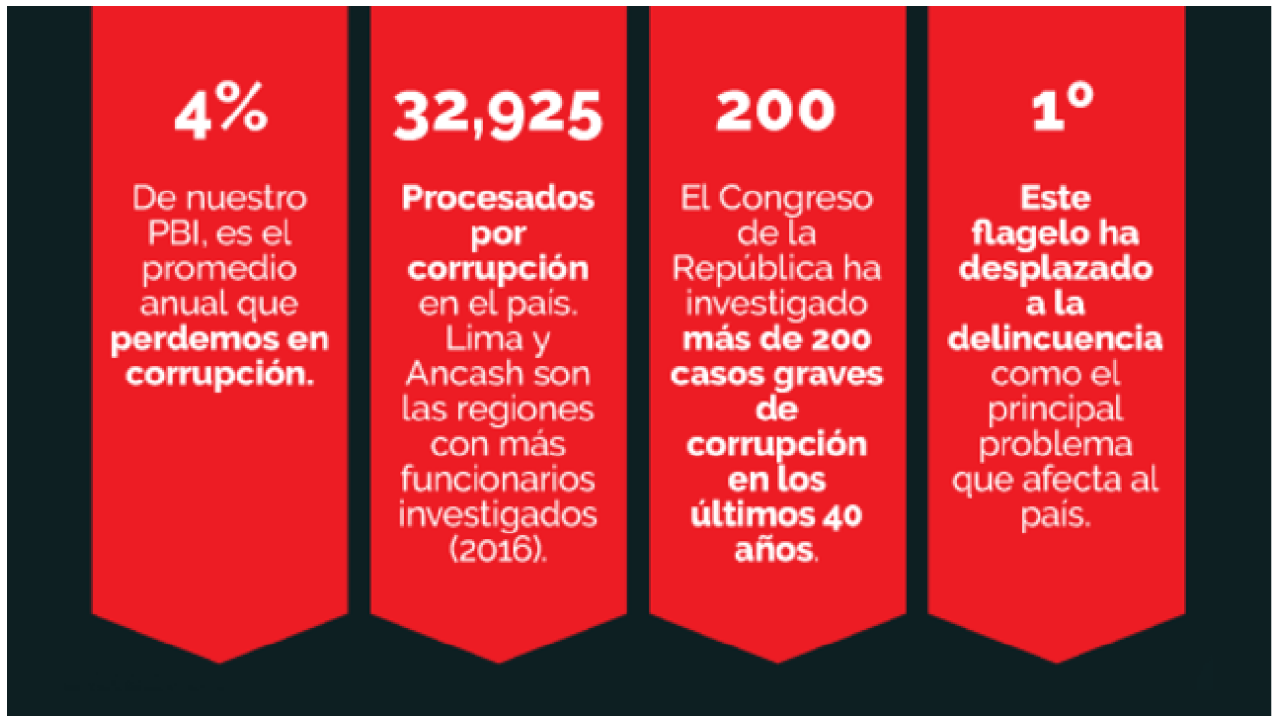 4%
De nuestro
PBI, es el
promedio
anual que
perdemos en
corrupción.
32,925
Procesados
por
corrupción
en el país.
Lima y
Ancash son
las regiones
con más
funcionarios
investigados
(2016).
200
El Congreso
de la
República ha
investigado
más de 200
casos graves
de
corrupción
en los
últimos 40
años.
1º
Este
flagelo ha
desplazado
a la
delincuencia
como el
principal
problema
que afecta al
país.